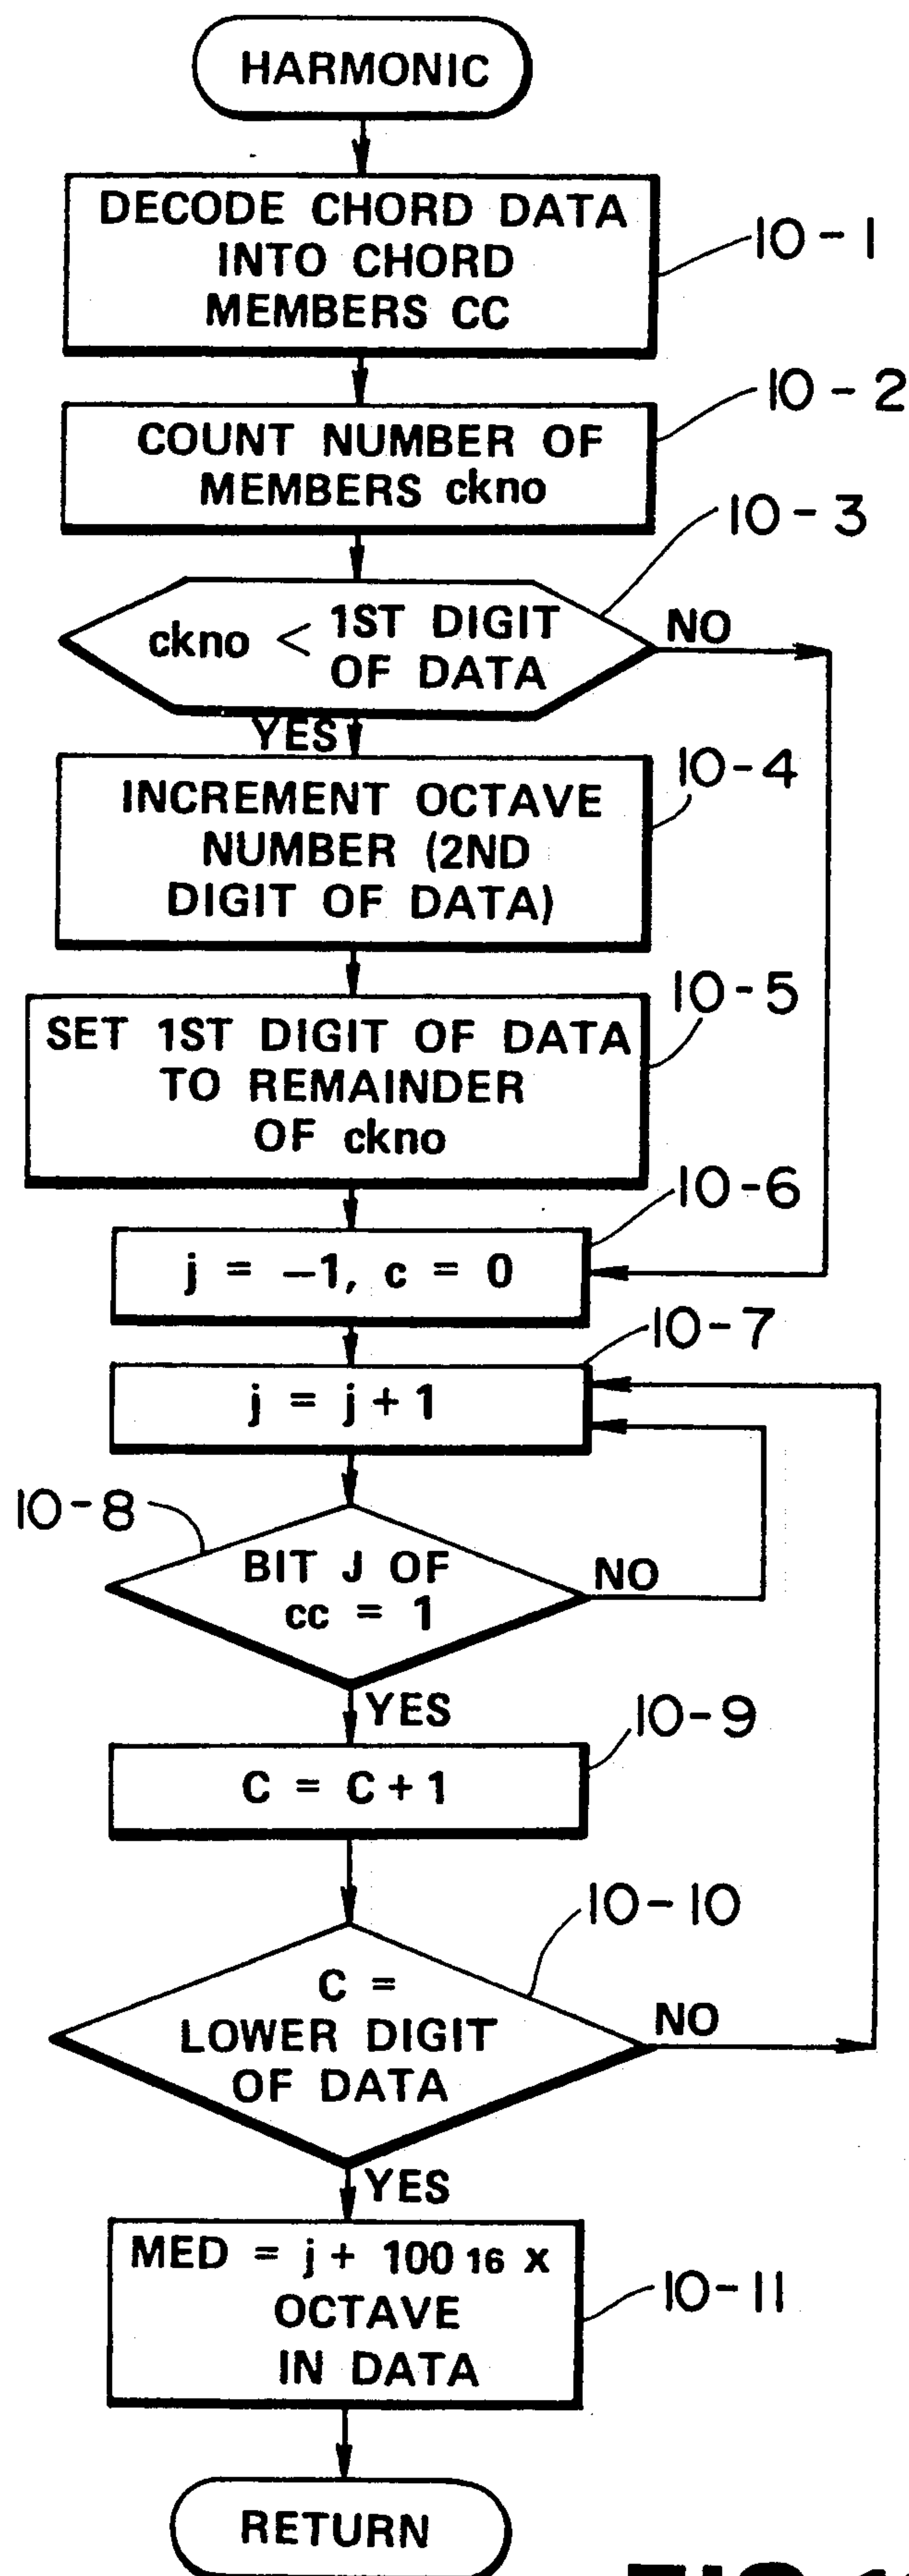 HARMONIC
DECODE CHORD DATA
INTO CHORD
MEMBERS CC
10-1
COUNT NUMBER OF
MEMBERS ckno
10-2
10-3
ckno < 1ST DIGIT
OF DATA
NO
YES
INCREMENT OCTAVE
NUMBER (2ND
DIGIT OF DATA)
10-4
SET 1ST DIGIT OF DATA
TO REMAINDER
OF ckno
10-5
10-6
j = -1, c = 0
10-7
j = j + 1
10-8
BIT J OF
cc = 1
NO
YES
10-9
C = C + 1
10-10
C =
LOWER DIGIT
OF DATA
NO
YES
MED = j + 100 16 x
OCTAVE
IN DATA
10-11
RETURN